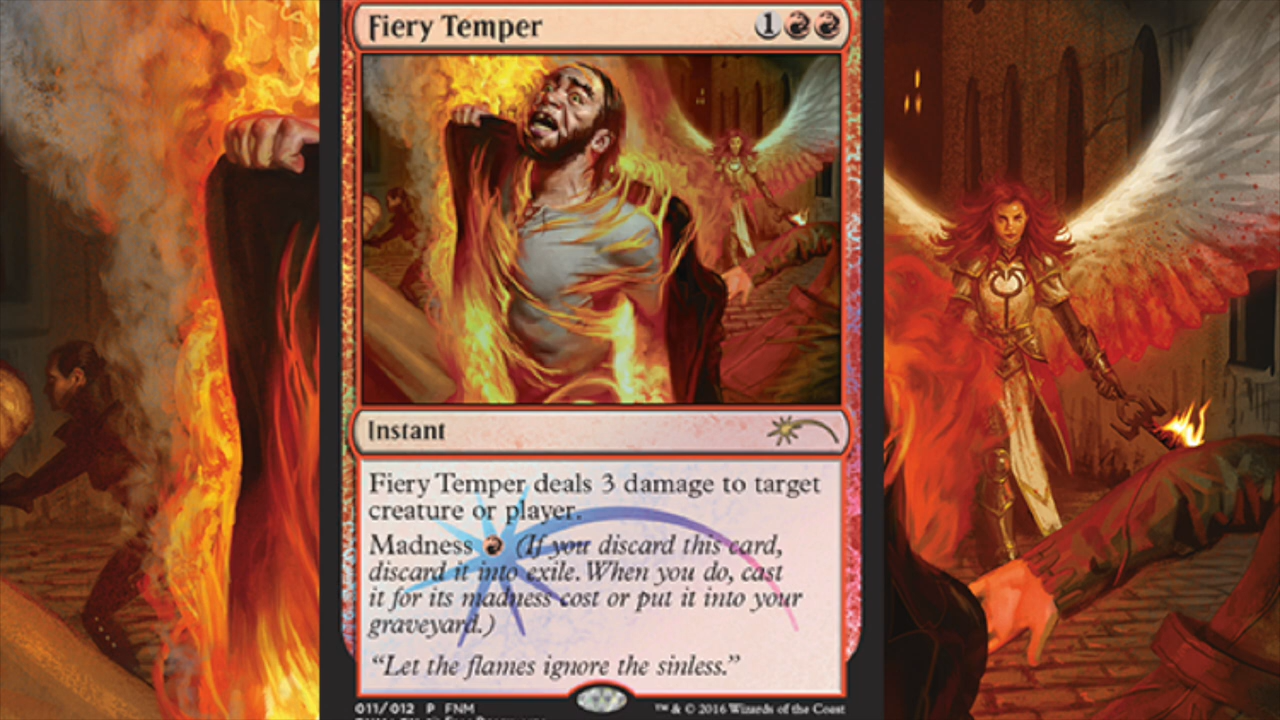 Fiery Temper 1
Instant
Fiery Temper deals 3 damage to target
creature or player.
Madness (If you discard this card,
discard it into exile. When you do, cast
it for its madness cost or put it into your
graveyard.)
“Let the flames ignore the sinless.”
011/012 P FNM ™ & © 2016 Wizards of the Coast